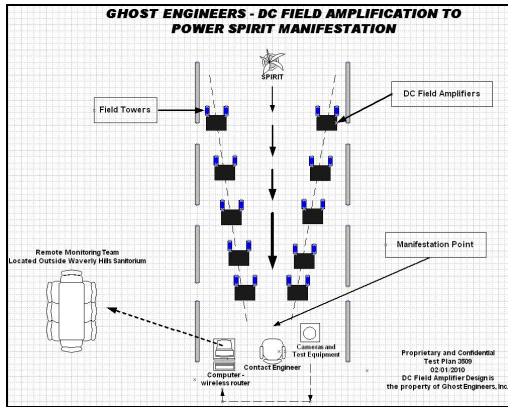 GHOST ENGINEERS - DC FIELD AMPLIFICATION TO
POWER SPIRIT MANIFESTATION
SPIRIT
Field Towers
DC Field Amplifiers
Manifestation Point
Remote Monitoring Team
Located Outside Waverly Hills Sanitorium
Computer -
wireless router
Contact Engineer
Cameras and
Test Equipment
Proprietary and Confidential
Test Plan 3509
02/01/2010
DC Field Amplifier Design is
the property of Ghost Engineers, Inc.